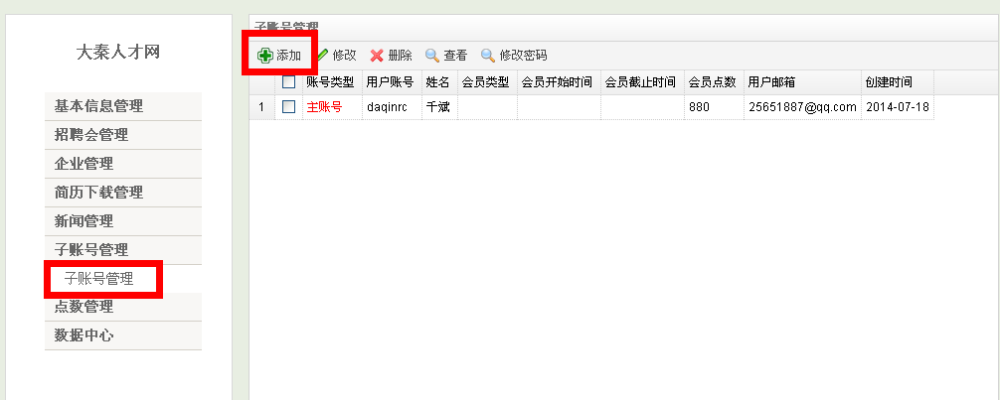 大秦人才网
基本信息管理
招聘会管理
企业管理
简历下载管理
新闻管理
子账号管理
子账号管理
点数管理
数据中心
子账号管理
添加 修改 删除 查看 修改密码
账号类型 用户账号 姓名 会员类型 会员开始时间 会员截止时间 会员点数 用户邮箱 创建时间
1 主账号 daqinrc 千斌 880 25651887@qq.com 2014-07-18